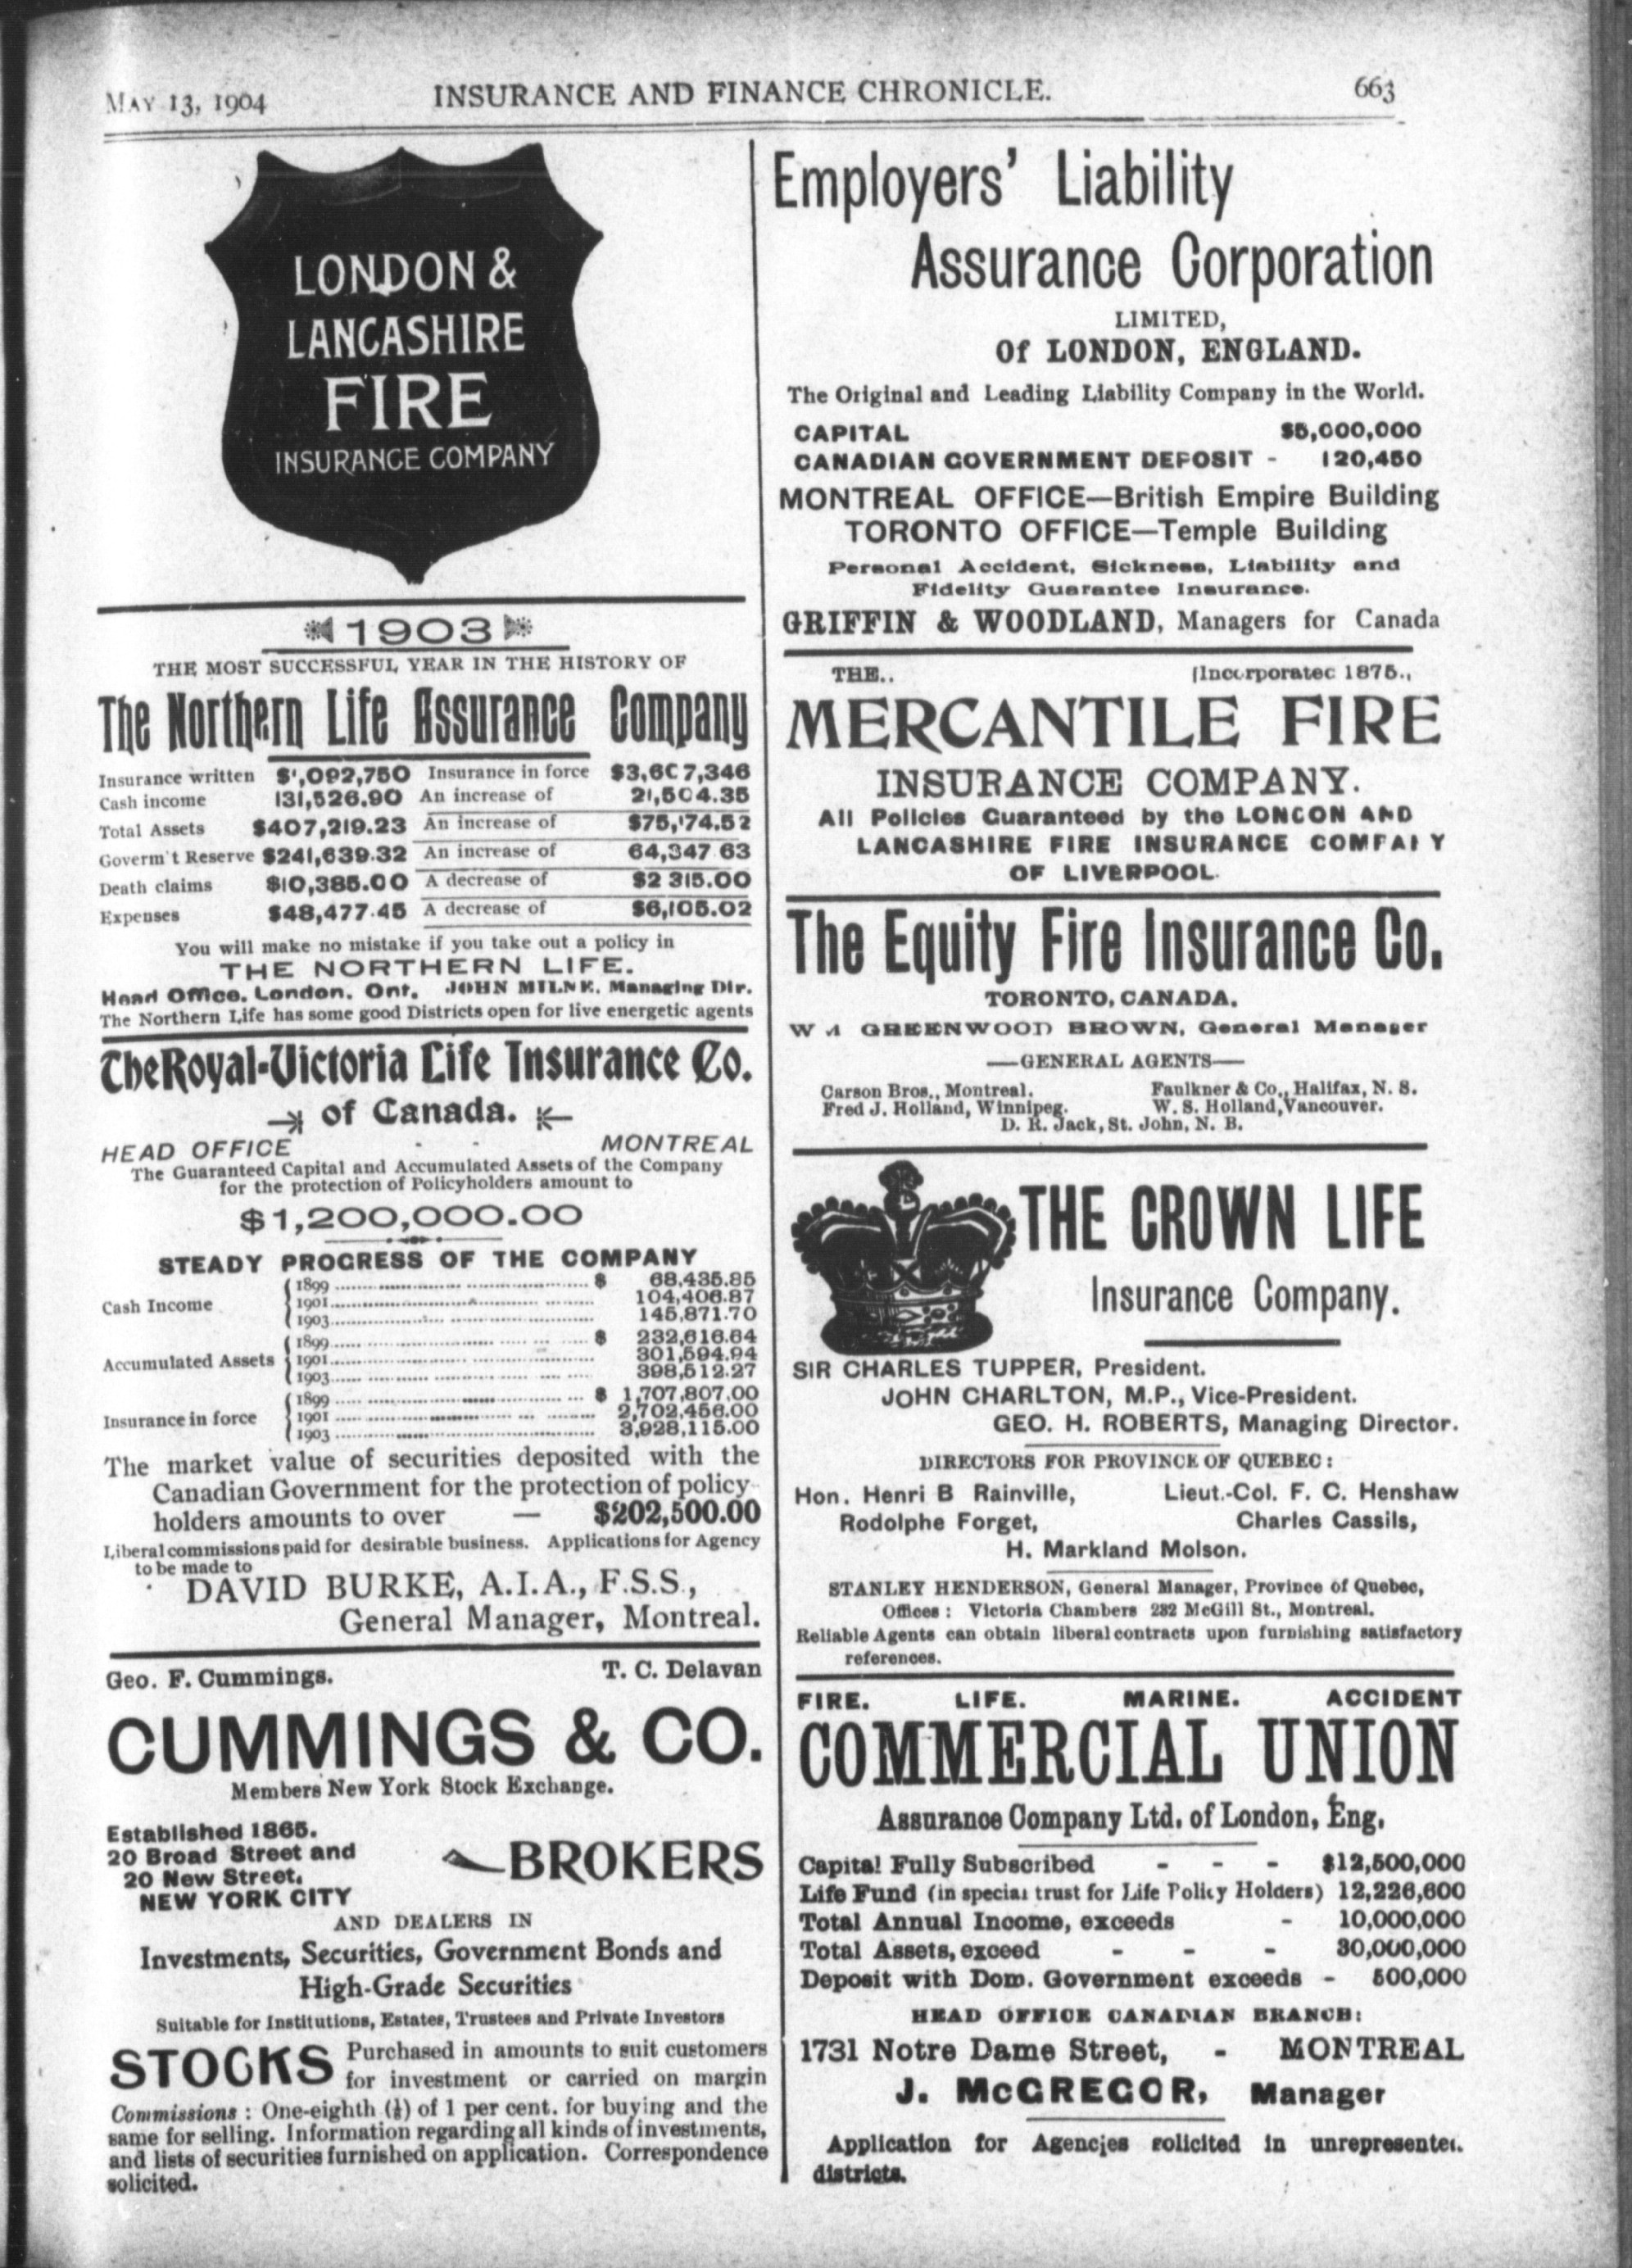 MAY 13, 1904 INSURANCE AND FINANCE CHRONICLE. 663
LONDON &
LANCASHIRE
FIRE
INSURANCE COMPANY
1903
THE MOST SUCCESSFUL YEAR IN THE HISTORY OF
The Northern Life Assurance Company
Insurance written $1,092,750 Insurance in force $3,607,346
Cash income 131,526.90 An increase of 21,504.35
Total Assets $407,219.23 An increase of $75,174.52
Governm't Reserve $241,639.32 An increase of 64,347 63
Death claims $10,385.00 A decrease of $2 315.00
Expenses $48,477.45 A decrease of $6,105.02
You will make no mistake if you take out a policy in
THE NORTHERN LIFE.
Head Office, London, Ont. JOHN MILNE, Managing Dir.
The Northern Life has some good Districts open for live energetic agents
The Royal-Victoria Life Insurance Co.
of Canada.
HEAD OFFICE - - MONTREAL
The Guaranteed Capital and Accumulated Assets of the Company
for the protection of Policyholders amount to
$1,200,000.00
STEADY PROGRESS OF THE COMPANY
Cash Income
1899 $ 68,435.85
1901 104,406.87
1903 145,871.70
Accumulated Assets
1899 $ 232,616.64
1901 301,594.94
1903 398,512.27
Insurance in force
1899 $ 1,707,807.00
1901 2,702,456.00
1903 3,928,115.00
The market value of securities deposited with the
Canadian Government for the protection of policy-
holders amounts to over — $202,500.00
Liberal commissions paid for desirable business. Applications for Agency
to be made to
DAVID BURKE, A.I.A., F.S.S.,
General Manager, Montreal.
Geo. F. Cummings. T. C. Delavan
CUMMINGS & CO.
Members New York Stock Exchange.
Established 1865.
20 Broad Street and
20 New Street,
NEW YORK CITY
BROKERS
AND DEALERS IN
Investments, Securities, Government Bonds and
High-Grade Securities
Suitable for Institutions, Estates, Trustees and Private Investors
STOCKS Purchased in amounts to suit customers
for investment or carried on margin
Commissions : One-eighth (⅛) of 1 per cent. for buying and the
same for selling. Information regarding all kinds of investments,
and lists of securities furnished on application. Correspondence
solicited.
Employers' Liability
Assurance Corporation
LIMITED,
Of LONDON, ENGLAND.
The Original and Leading Liability Company in the World.
CAPITAL $5,000,000
CANADIAN GOVERNMENT DEPOSIT - 120,450
MONTREAL OFFICE—British Empire Building
TORONTO OFFICE—Temple Building
Personal Accident, Sickness, Liability and
Fidelity Guarantee Insurance.
GRIFFIN & WOODLAND, Managers for Canada
THE.. (Incorporated 1875.,
MERCANTILE FIRE
INSURANCE COMPANY.
All Policies Guaranteed by the LONDON AND
LANCASHIRE FIRE INSURANCE COMPANY
OF LIVERPOOL.
The Equity Fire Insurance Co.
TORONTO, CANADA.
WM GREENWOOD BROWN, General Manager
—GENERAL AGENTS—
Carson Bros., Montreal. Faulkner & Co., Halifax, N. S.
Fred J. Holland, Winnipeg. W. S. Holland, Vancouver.
D. R. Jack, St. John, N. B.
THE CROWN LIFE
Insurance Company.
SIR CHARLES TUPPER, President.
JOHN CHARLTON, M.P., Vice-President.
GEO. H. ROBERTS, Managing Director.
DIRECTORS FOR PROVINCE OF QUEBEC :
Hon. Henri B Rainville, Lieut.-Col. F. C. Henshaw
Rodolphe Forget, Charles Cassils,
H. Markland Molson.
STANLEY HENDERSON, General Manager, Province of Quebec,
Offices : Victoria Chambers 232 McGill St., Montreal.
Reliable Agents can obtain liberal contracts upon furnishing satisfactory
references.
FIRE. LIFE. MARINE. ACCIDENT
COMMERCIAL UNION
Assurance Company Ltd. of London, Eng.
Capital Fully Subscribed - - - $12,500,000
Life Fund (in special trust for Life Policy Holders) 12,226,600
Total Annual Income, exceeds - 10,000,000
Total Assets, exceed - - - 30,000,000
Deposit with Dom. Government exceeds - 500,000
HEAD OFFICE CANADIAN BRANCH:
1731 Notre Dame Street, - MONTREAL
J. McGREGOR, Manager
Application for Agencies solicited in unrepresented
districts.